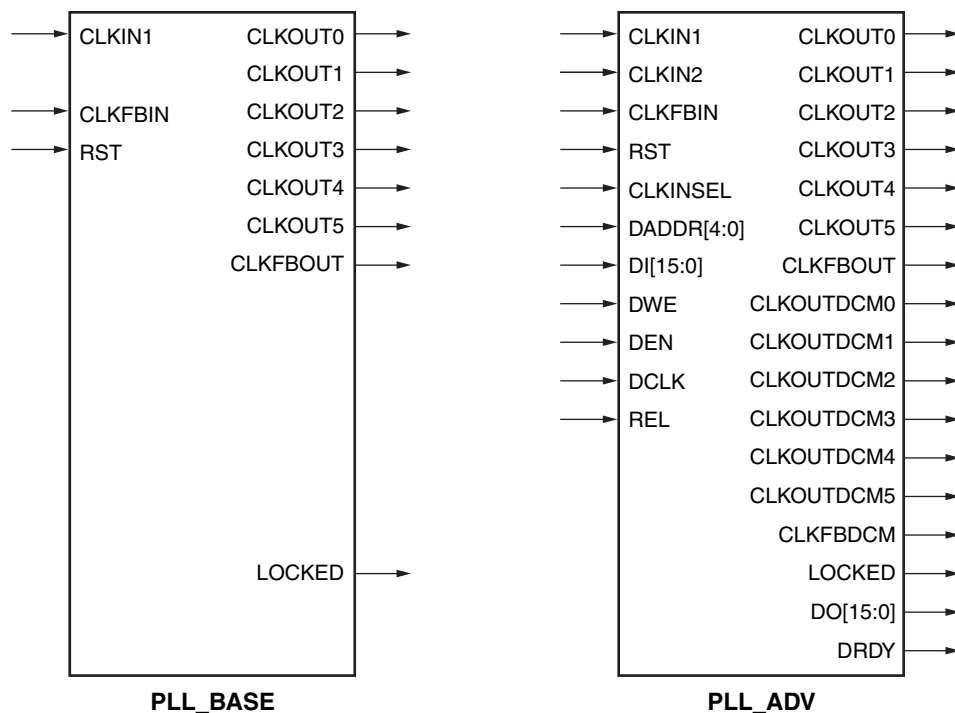 CLKIN1
CLKFBIN
RST
CLKOUT0
CLKOUT1
CLKOUT2
CLKOUT3
CLKOUT4
CLKOUT5
CLKFBOUT
LOCKED
PLL_BASE
CLKIN1
CLKIN2
CLKFBIN
RST
CLKINSEL
DADDR[4:0]
DI[15:0]
DWE
DEN
DCLK
REL
CLKOUT0
CLKOUT1
CLKOUT2
CLKOUT3
CLKOUT4
CLKOUT5
CLKFBOUT
CLKOUTDCM0
CLKOUTDCM1
CLKOUTDCM2
CLKOUTDCM3
CLKOUTDCM4
CLKOUTDCM5
CLKFBDCM
LOCKED
DO[15:0]
DRDY
PLL_ADV